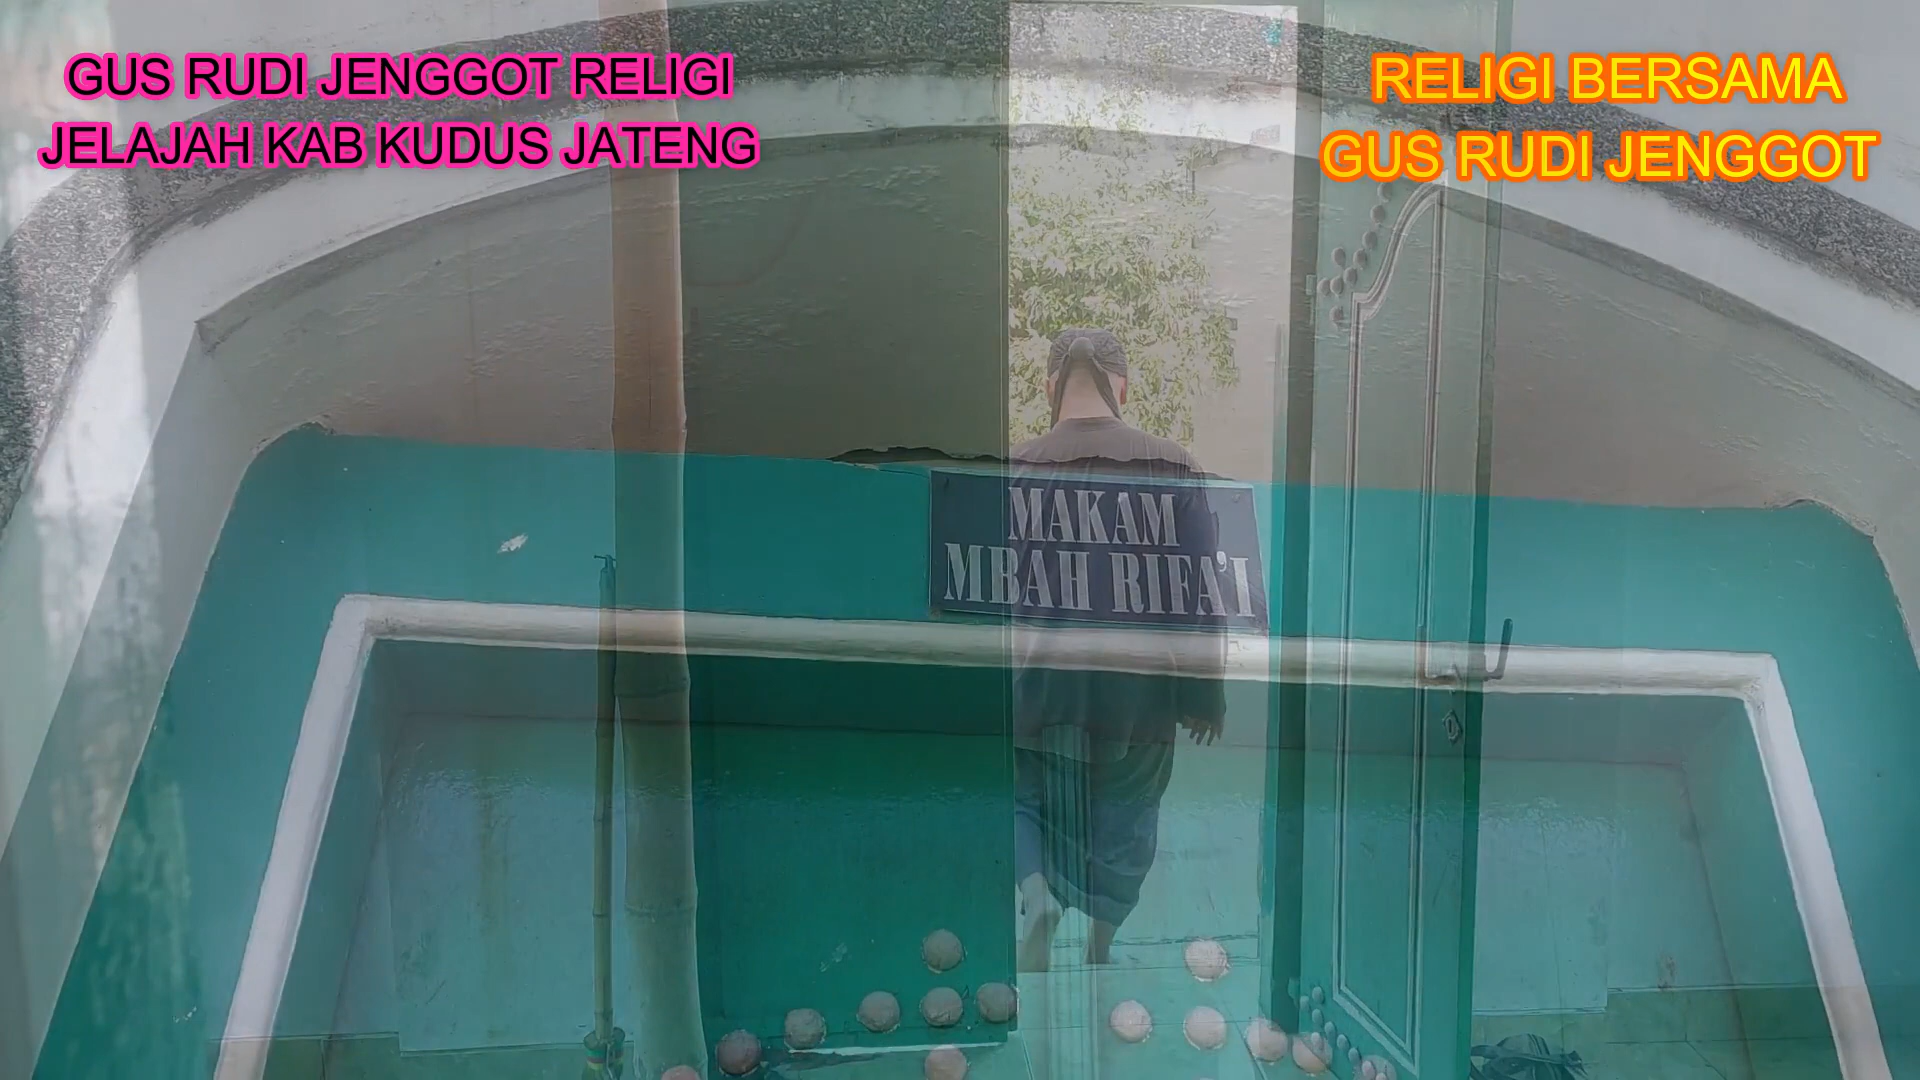 GUS RUDI JENGGOT RELIGI
JELAJAH KAB KUDUS JATENG
RELIGI BERSAMA
GUS RUDI JENGGOT
MAKAM
MBAH RIFA'I